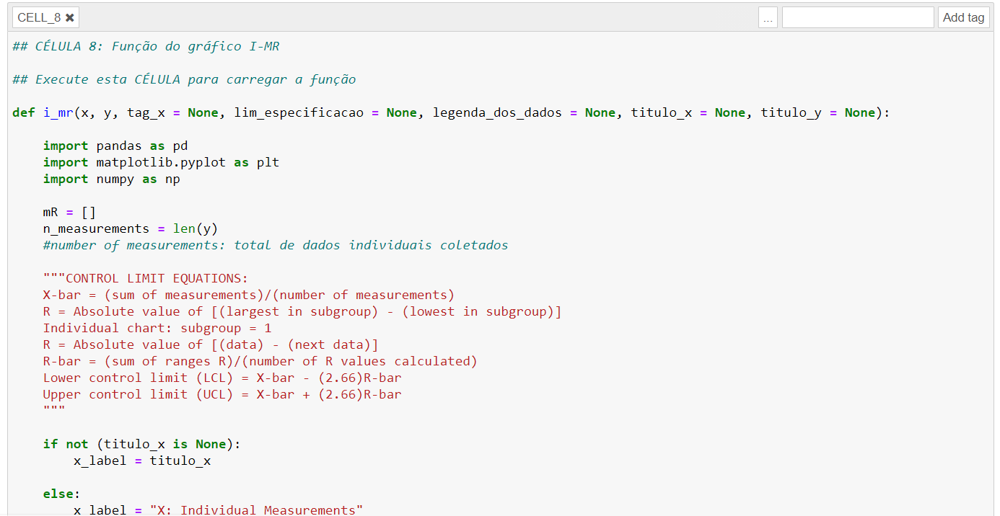 CELL_8 ✖ ... Add tag
## CÉLULA 8: Função do gráfico I-MR
## Execute esta CÉLULA para carregar a função
def i_mr(x, y, tag_x = None, lim_especificacao = None, legenda_dos_dados = None, titulo_x = None, titulo_y = None):
import pandas as pd
import matplotlib.pyplot as plt
import numpy as np
mR = []
n_measurements = len(y)
#number of measurements: total de dados individuais coletados
"""CONTROL LIMIT EQUATIONS:
X-bar = (sum of measurements)/(number of measurements)
R = Absolute value of [(largest in subgroup) - (lowest in subgroup)]
Individual chart: subgroup = 1
R = Absolute value of [(data) - (next data)]
R-bar = (sum of ranges R)/(number of R values calculated)
Lower control limit (LCL) = X-bar - (2.66)R-bar
Upper control limit (UCL) = X-bar + (2.66)R-bar
"""
if not (titulo_x is None):
x_label = titulo_x
else:
x_label = "X: Individual Measurements"